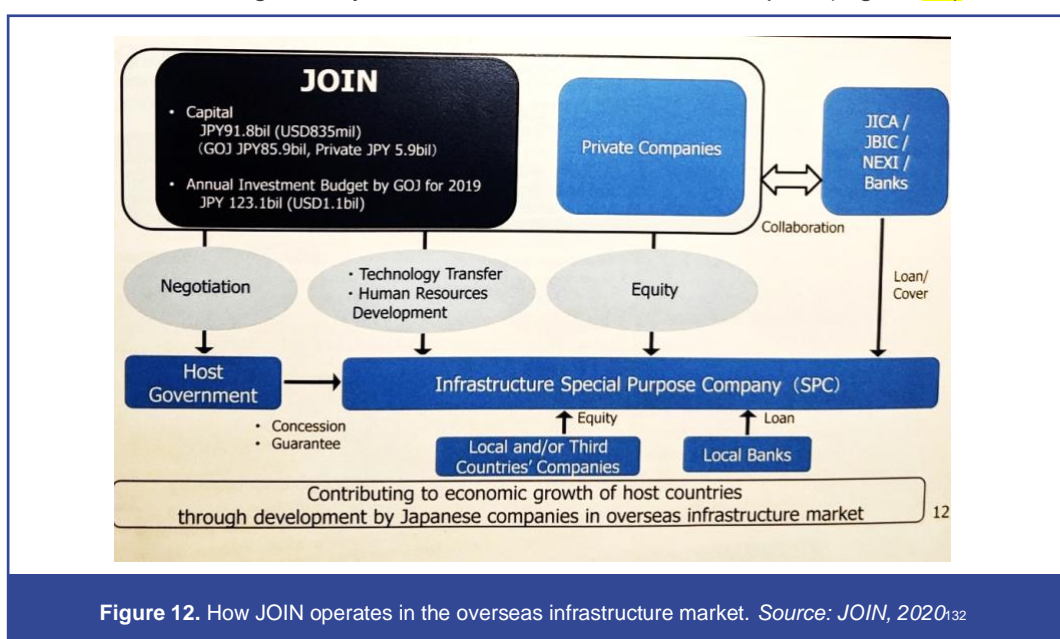 JOIN
• Capital
JPY91.8bil (USD835mil)
(GOJ JPY85.9bil, Private JPY 5.9bil)
• Annual Investment Budget by GOJ for 2019
JPY 123.1bil (USD1.1bil)
Private Companies
JICA /
JBIC /
NEXI /
Banks
Collaboration
Negotiation
・Technology Transfer
・Human Resources
Development
Equity
Loan/
Cover
Host
Government
Infrastructure Special Purpose Company (SPC)
• Concession
• Guarantee
Equity
Loan
Local and/or Third
Countries' Companies
Local Banks
Contributing to economic growth of host countries
through development by Japanese companies in overseas infrastructure market
12
Figure 12. How JOIN operates in the overseas infrastructure market. Source: JOIN, 2020132